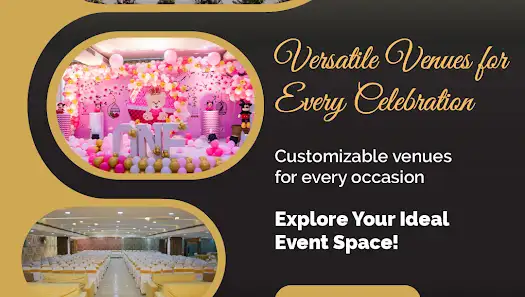 Versatile Venues for
Every Celebration
Customizable venues
for every occasion
Explore Your Ideal
Event Space!
ONE